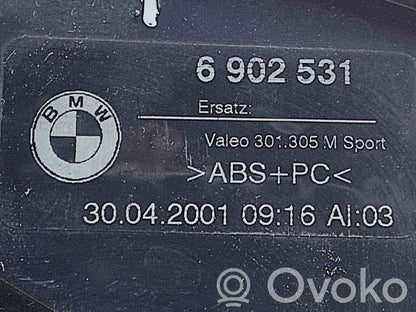 6 902 531
BMW
Ersatz:
Valeo 301.305 M Sport
>ABS+PC<
30.04.2001 09:16 AI:03
Ovoko